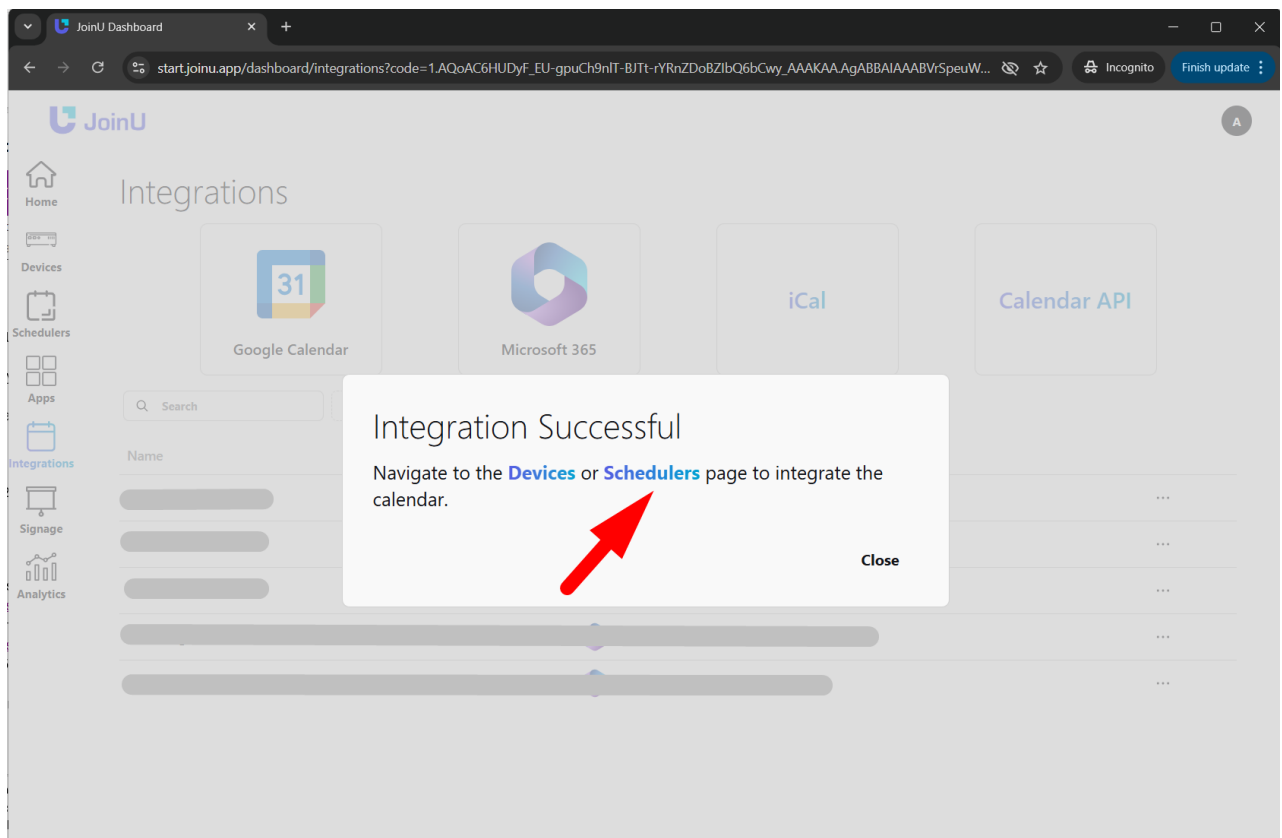 JoinU Dashboard
start.joinu.app/dashboard/integrations?code=1.AQoAC6HUDyF_EU-gpuCh9nlT-BJTt-rYRnZDoBZIbQ6bCwy_AAAKAA.AgABBAIAAABVrSpeuW...
Incognito
Finish update
JoinU
A
Home
Devices
Schedulers
Apps
Integrations
Signage
Analytics
Integrations
31
Google Calendar
Microsoft 365
iCal
Calendar API
Search
Name
Integration Successful
Navigate to the Devices or Schedulers page to integrate the
calendar.
Close